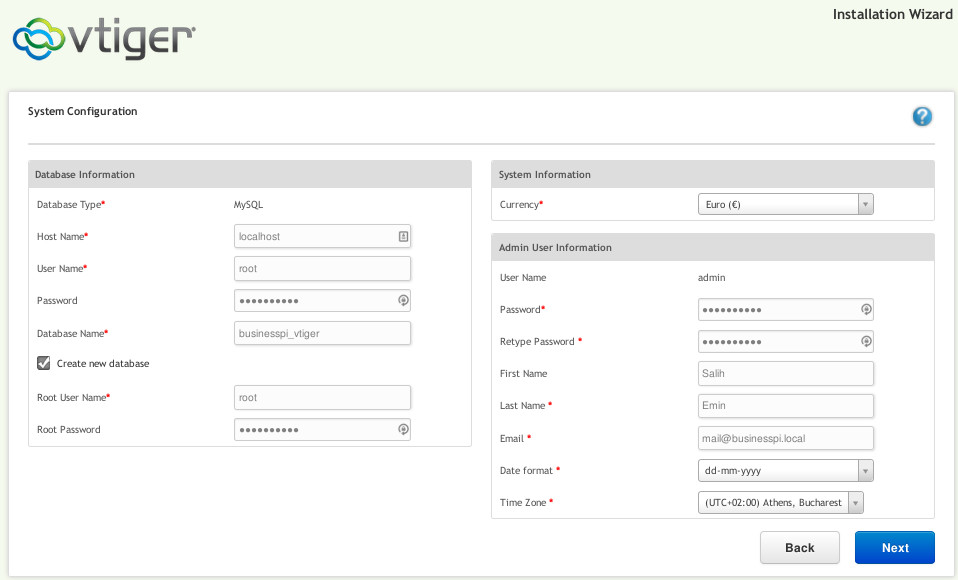 Installation Wizard
vtiger
System Configuration
?
Database Information
Database Type* MySQL
Host Name* localhost
User Name* root
Password ••••••••••
Database Name* businesspi_vtiger
Create new database
Root User Name* root
Root Password ••••••••••
System Information
Currency* Euro (€)
Admin User Information
User Name admin
Password* ••••••••••
Retype Password * ••••••••••
First Name Salih
Last Name * Emin
Email * mail@businesspi.local
Date format * dd-mm-yyyy
Time Zone * (UTC+02:00) Athens, Bucharest
Back Next